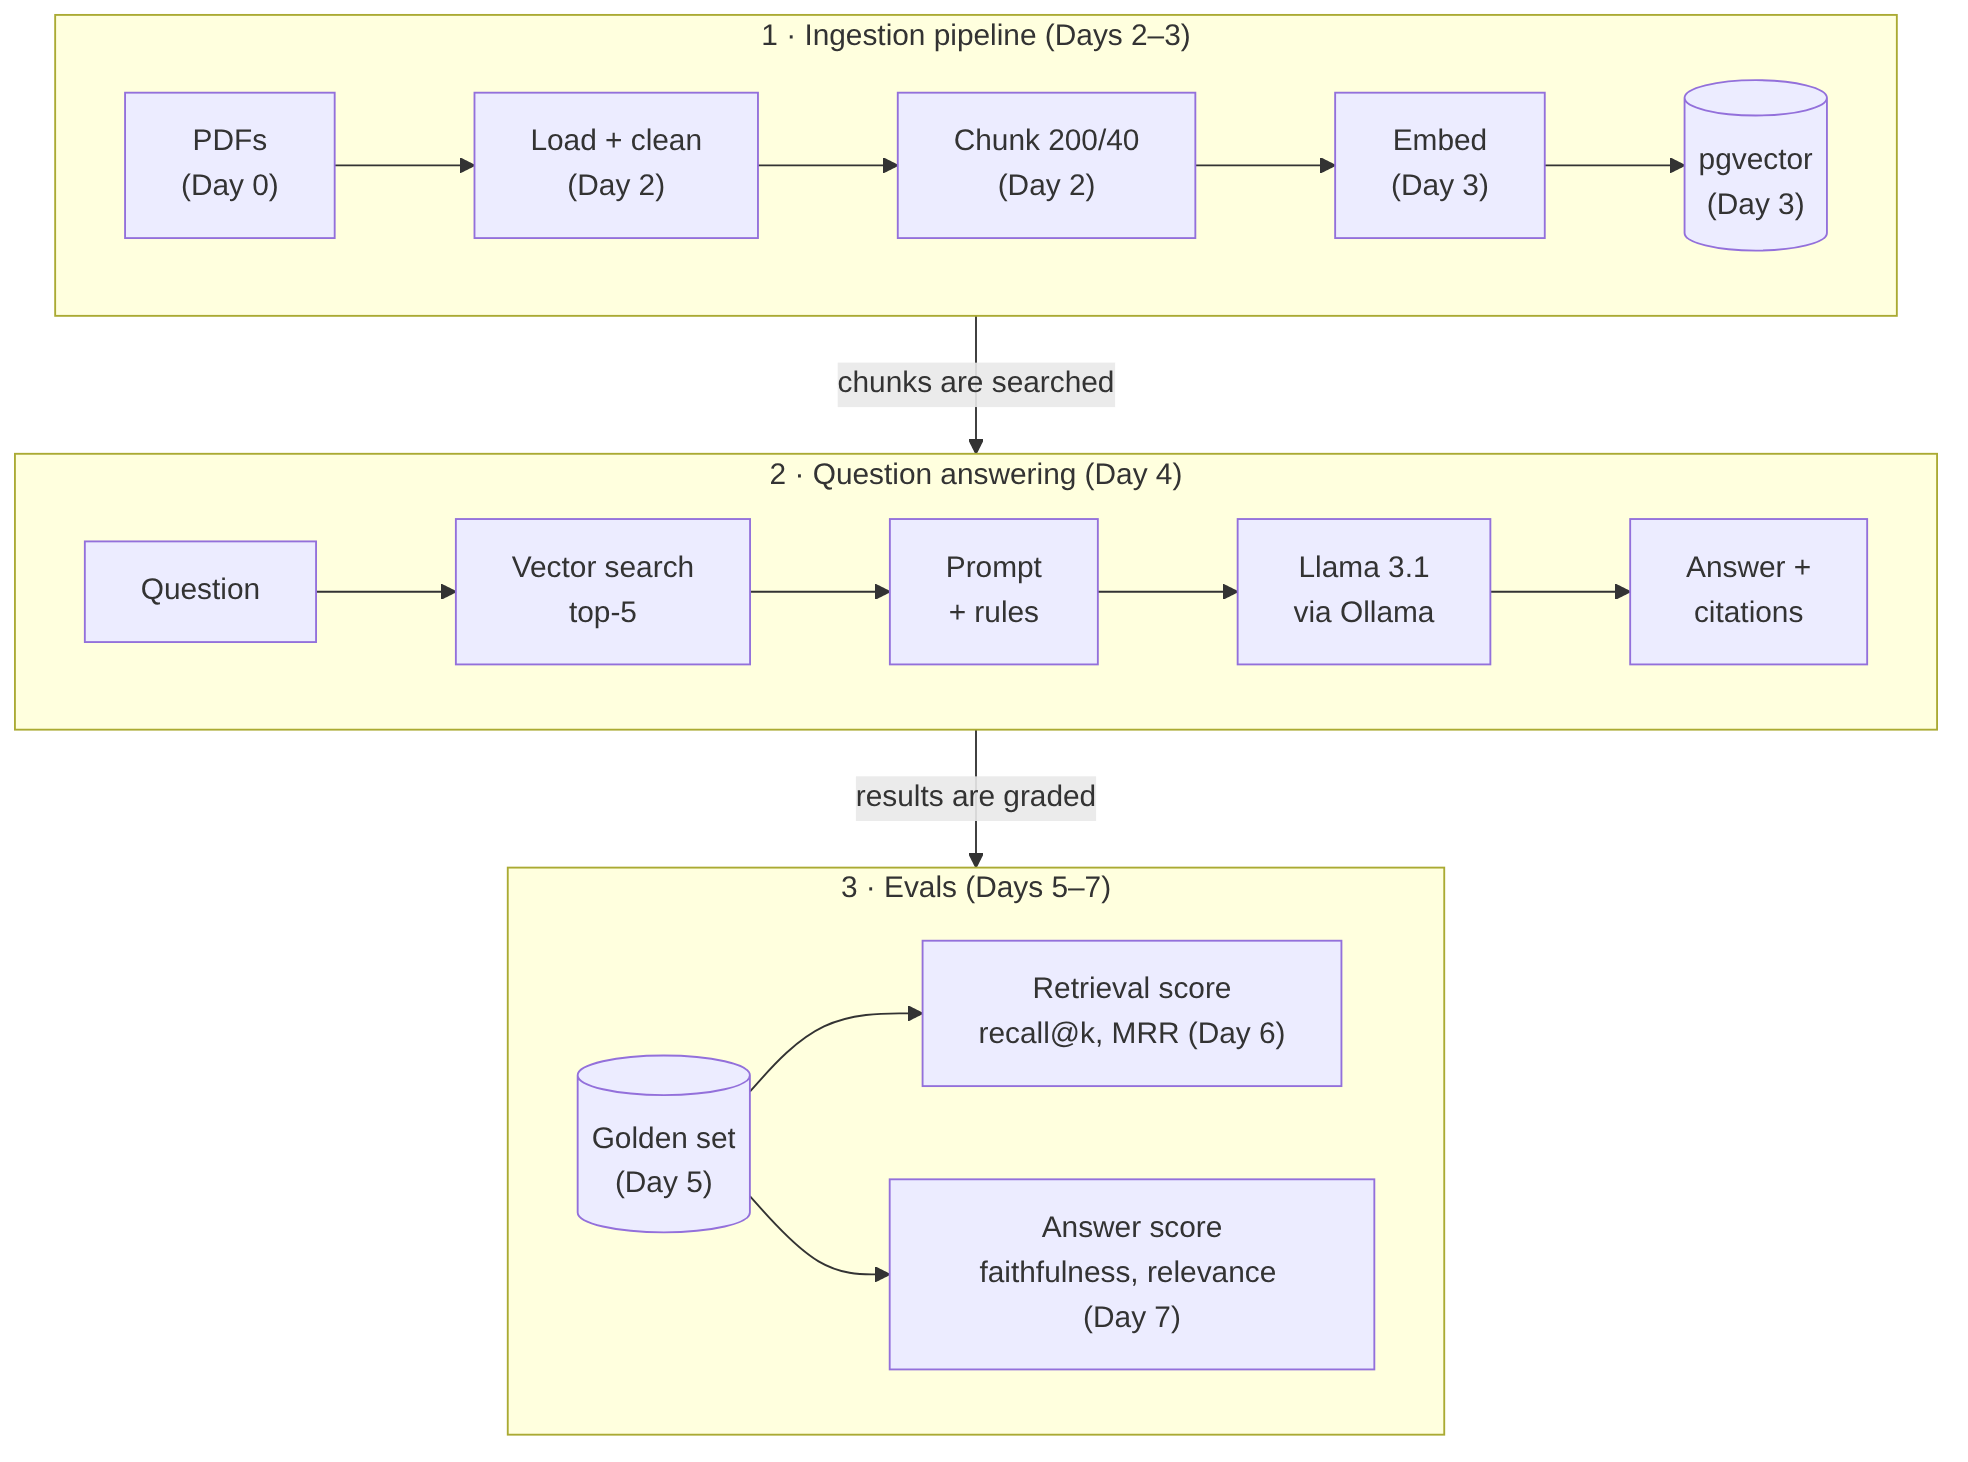 1 · Ingestion pipeline (Days 2–3)
PDFs
(Day 0)
Load + clean
(Day 2)
Chunk 200/40
(Day 2)
Embed
(Day 3)
pgvector
(Day 3)
chunks are searched
2 · Question answering (Day 4)
Question
Vector search
top-5
Prompt
+ rules
Llama 3.1
via Ollama
Answer +
citations
results are graded
3 · Evals (Days 5–7)
Golden set
(Day 5)
Retrieval score
recall@k, MRR (Day 6)
Answer score
faithfulness, relevance
(Day 7)